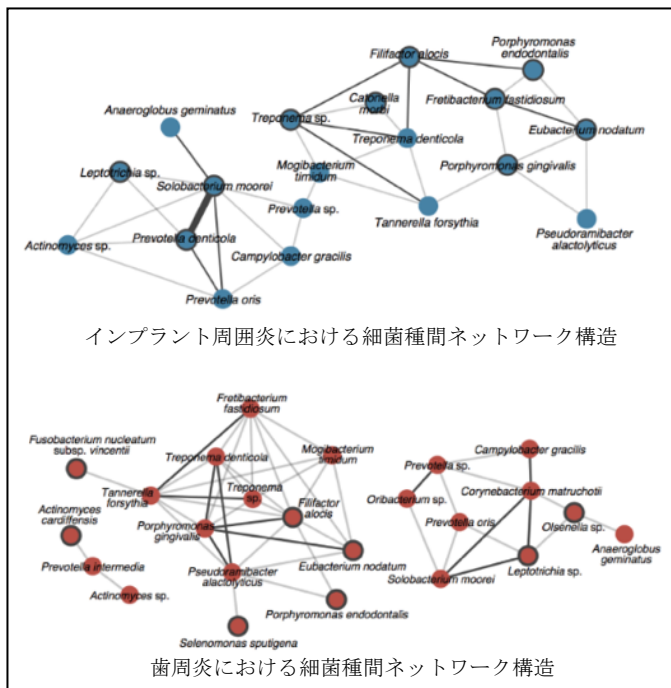 Filifactor alocis
Porphyromonas
endodontalis
Anaeroglobus geminatus
Catonella
morbi
Fretibacterium fastidiosum
Treponema sp.
Treponema denticola
Eubacterium nodatum
Leptotrichia sp.
Solobacterium moorei
Mogibacterium
timidum
Porphyromonas gingivalis
Prevotella sp.
Tannerella forsythia
Prevotella denticola
Actinomyces sp.
Campylobacter gracilis
Pseudoramibacter
alactolyticus
Prevotella oris
インプラント周囲炎における細菌種間ネットワーク構造
Fretibacterium
fastidiosum
Fusobacterium nucleatum
subsp. vincentii
Treponema denticola
Mogibacterium
timidum
Campylobacter gracilis
Prevotella sp.
Tannerella
forsythia
Treponema
sp.
Filifactor
alocis
Oribacterium sp.
Corynebacterium matruchotii
Actinomyces
cardiffensis
Porphyromonas
gingivalis
Prevotella oris
Olsenella sp.
Anaeroglobus
geminatus
Prevotella intermedia
Pseudoramibacter
alactolyticus
Eubacterium nodatum
Solobacterium moorei
Leptotrichia sp.
Actinomyces sp.
Porphyromonas endodontalis
Selenomonas sputigena
歯周炎における細菌種間ネットワーク構造